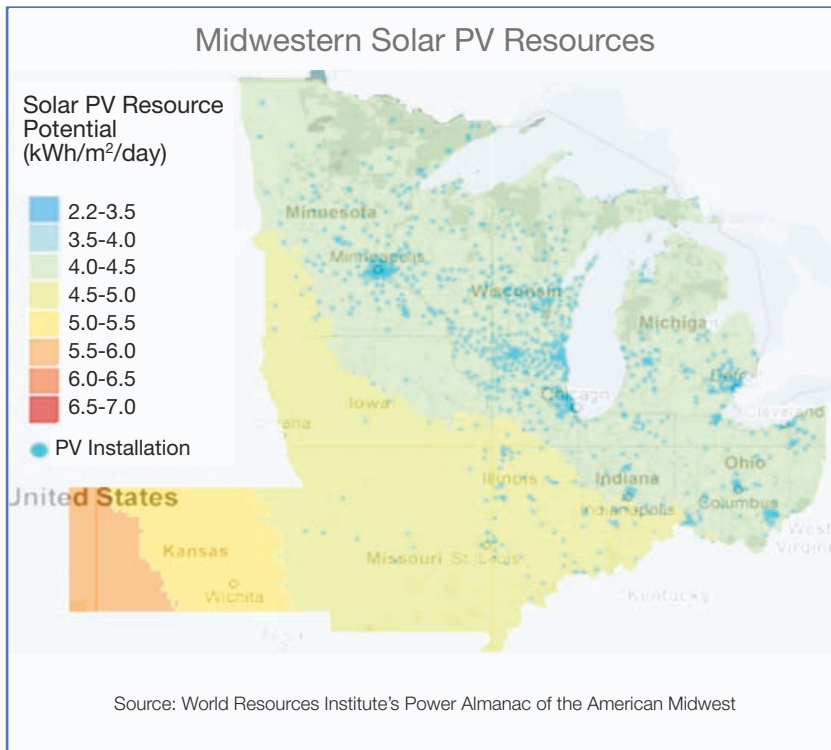 Midwestern Solar PV Resources
Solar PV Resource
Potential
(kWh/m²/day)
2.2-3.5
3.5-4.0
4.0-4.5
4.5-5.0
5.0-5.5
5.5-6.0
6.0-6.5
6.5-7.0
PV Installation
Minnesota
Minneapolis
Wisconsin
Michigan
Detroit
Chicago
Cleveland
Iowa
Omaha
Illinois
Indiana
Ohio
Indianapolis
Columbus
United States
West
Virginia
Kansas
Missouri
St. Louis
Wichita
Kentucky
Tulsa
Source: World Resources Institute's Power Almanac of the American Midwest